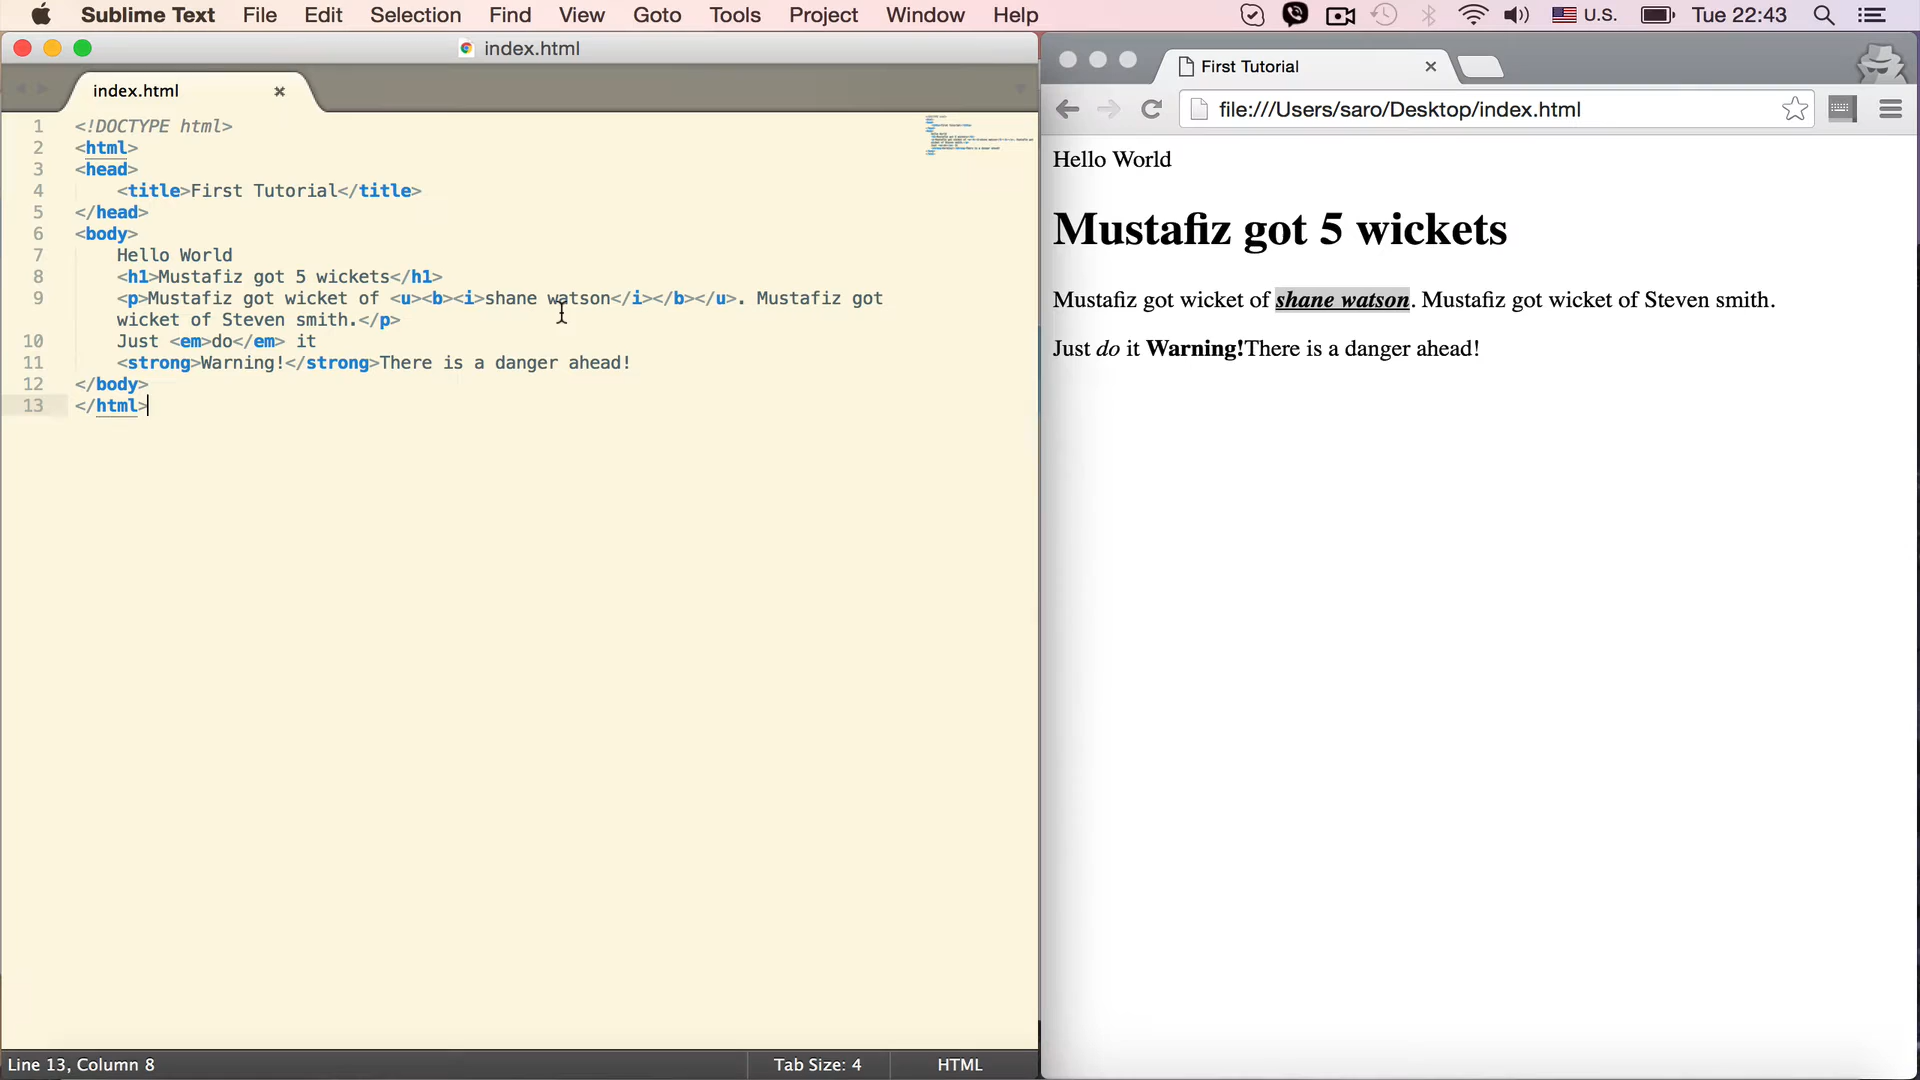 Sublime Text File Edit Selection Find View Goto Tools Project Window Help U.S. Tue 22:43
index.html
index.html ×
1 <!DOCTYPE html>
2 <html>
3 <head>
4 <title>First Tutorial</title>
5 </head>
6 <body>
7 Hello World
8 <h1>Mustafiz got 5 wickets</h1>
9 <p>Mustafiz got wicket of <u><b><i>shane watson</i></b></u>. Mustafiz got
wicket of Steven smith.</p>
10 Just <em>do</em> it
11 <strong>Warning!</strong>There is a danger ahead!
12 </body>
13 </html>
Line 13, Column 8 Tab Size: 4 HTML
First Tutorial ×
file:///Users/saro/Desktop/index.html
Hello World
Mustafiz got 5 wickets
Mustafiz got wicket of shane watson. Mustafiz got wicket of Steven smith.
Just do it Warning!There is a danger ahead!